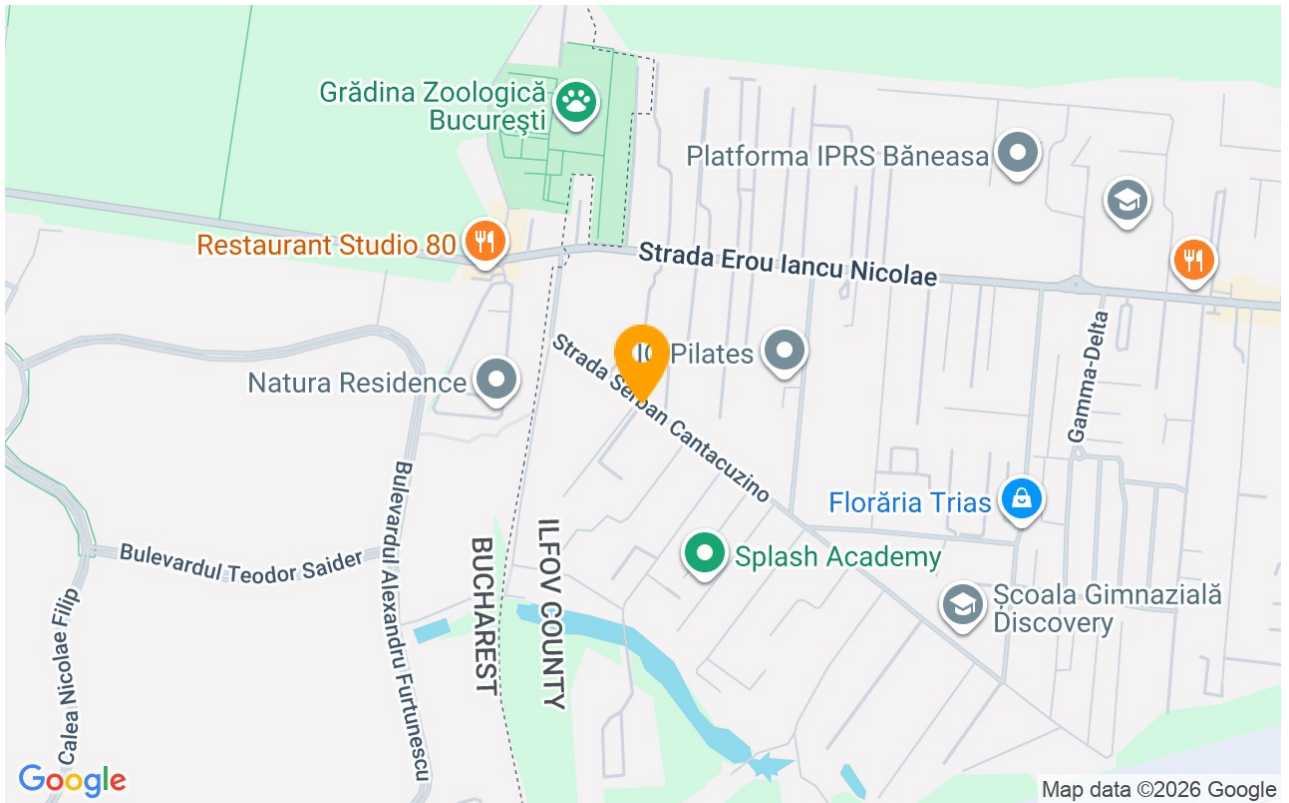 Grădina Zoologică
Bucureşti
Platforma IPRS Băneasa
Restaurant Studio 80
Strada Erou Iancu Nicolae
Pilates
Strada Serban Cantacuzino
Natura Residence
Gamma-Delta
Florăria Trias
Bulevardul Teodor Saider
Bulevardul Alexandru Furtunescu
BUCHAREST
ILFOV COUNTY
Splash Academy
Școala Gimnazială
Discovery
Calea Nicolae Filip
Google
Map data ©2026 Google